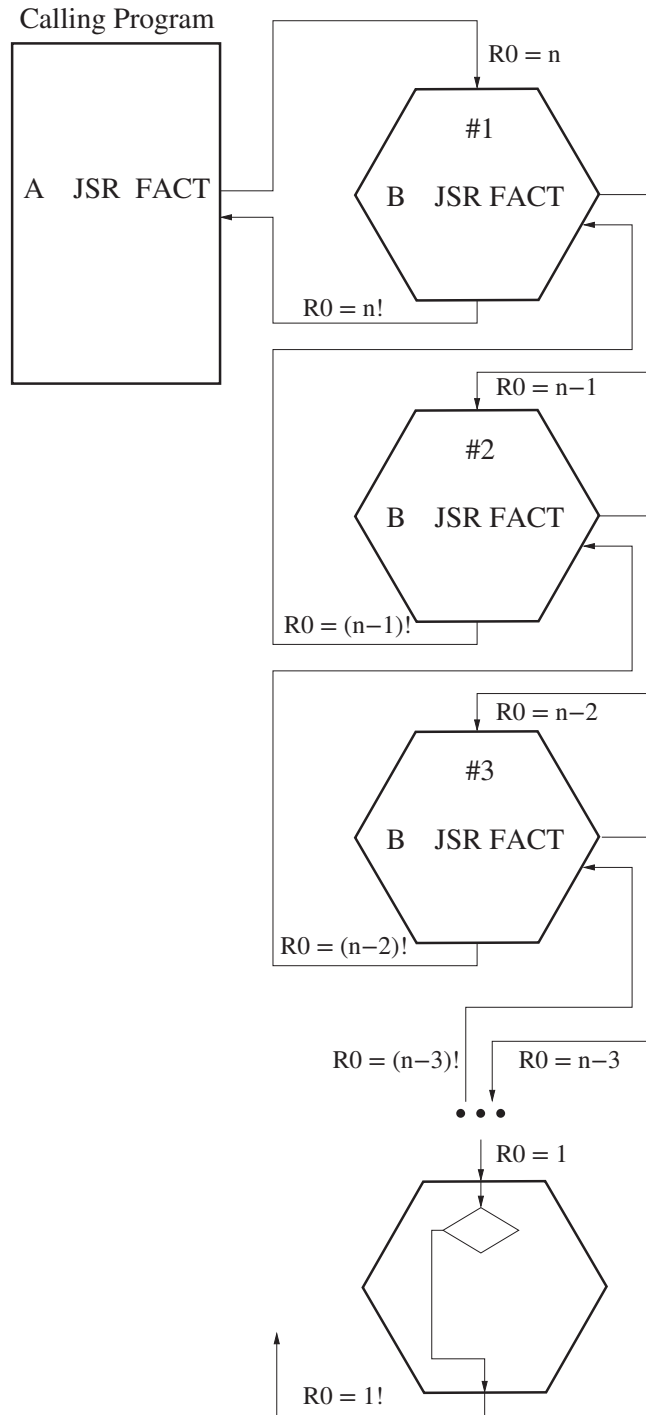 Calling Program
R0 = n
#1
A JSR FACT
B JSR FACT
R0 = n!
R0 = n−1
#2
B JSR FACT
R0 = (n−1)!
R0 = n−2
#3
B JSR FACT
R0 = (n−2)!
R0 = (n−3)!
R0 = n−3
R0 = 1
R0 = 1!